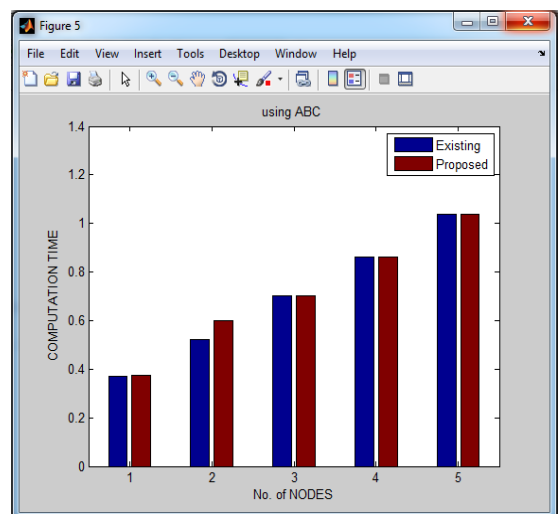 Figure 5
File Edit View Insert Tools Desktop Window Help
using ABC
1.4
1.2
1
0.8
0.6
0.4
0.2
0
COMPUTATION TIME
Existing
Proposed
1 2 3 4 5
No. of NODES